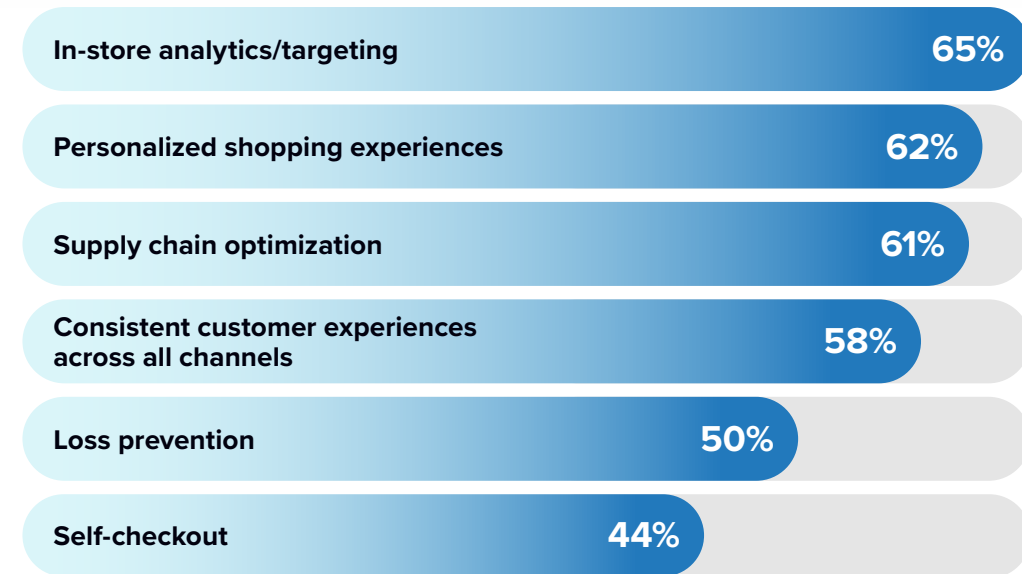 In-store analytics/targeting 65%
Personalized shopping experiences 62%
Supply chain optimization 61%
Consistent customer experiences
across all channels 58%
Loss prevention 50%
Self-checkout 44%